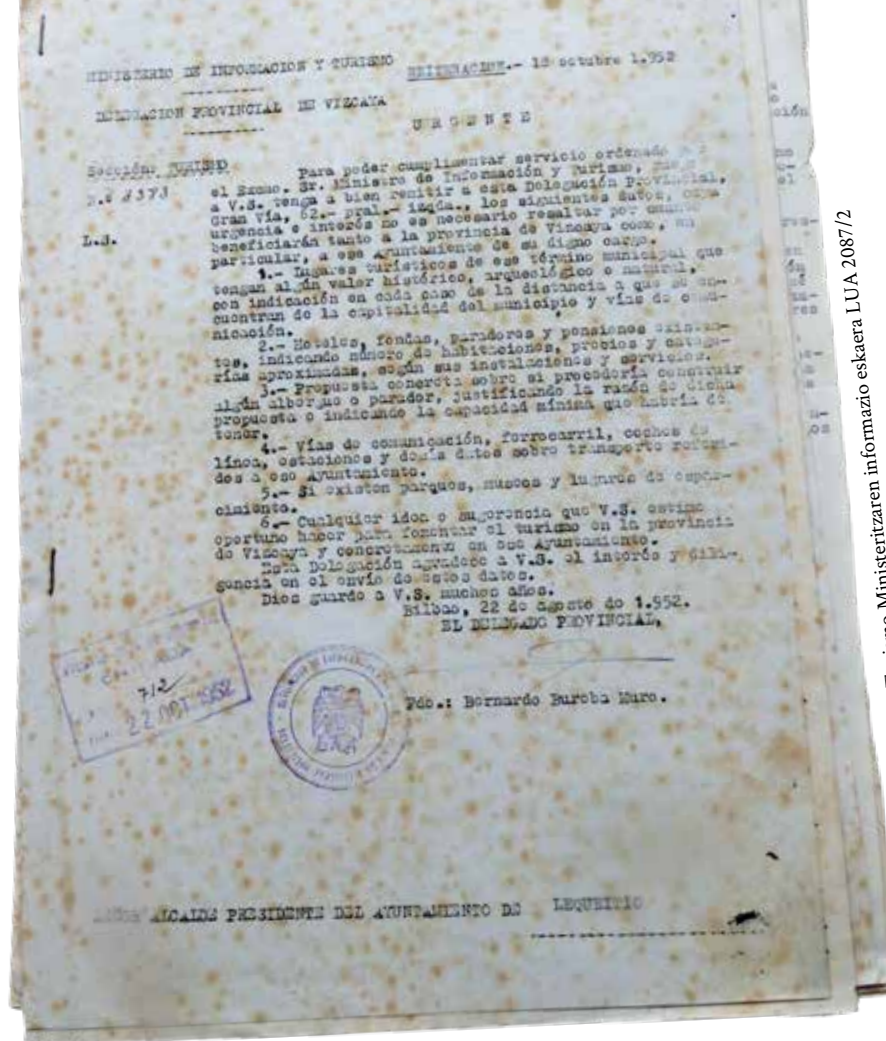 MINISTERIO DE INFORMACION Y TURISMO
REITERACION.- 18 octubre 1.952
DELEGACION PROVINCIAL DE VIZCAYA
U R G E N T E
Sección: TURISMO
N.º 3373
L.S.
Para poder cumplimentar servicio ordenado
el Excmo. Sr. Ministro de Información y Turismo,
a V.S. tenga a bien remitir a esta Delegación Provincial,
Gran Vía, 62.- pral.- izqda., los siguientes datos, cuya
urgencia e interés no es necesario resaltar por cuanto
beneficiarán tanto a la provincia de Vizcaya como, en
particular, a ese Ayuntamiento de su digno cargo.
1.- Lugares turísticos de ese término municipal que
tengan algún valor histórico, arqueológico o natural,
con indicación en cada caso de la distancia a que se en-
cuentran de la capitalidad del municipio y vías de comu-
nicación.
2.- Hoteles, fondas, paradores y pensiones existen-
tes, indicando número de habitaciones, precios y catego-
rías aproximadas, según sus instalaciones y servicios.
3.- Propuesta concreta sobre si procedería construir
algún albergue o parador, justificando la razón de dicha
propuesta e indicando la capacidad mínima que habría de
tener.
4.- Vías de comunicación, ferrocarril, coches de
línea, estaciones y demás datos sobre transporte referi-
dos a ese Ayuntamiento.
5.- Si existen parques, museos y lugares de espar-
cimiento.
6.- Cualquier idea o sugerencia que V.S. estime
oportuno hacer para fomentar el turismo en la provincia
de Vizcaya y concretamente en ese Ayuntamiento.
Esta Delegación agradece a V.S. el interés y dili-
gencia en el envío de estos datos.
Dios guarde a V.S. muchos años.
Bilbao, 22 de agosto de 1.952.
EL DELEGADO PROVINCIAL,
Fdo.: Bernardo Bureba Muro.
712
22 OCT 1952
ALCALDE PRESIDENTE DEL AYUNTAMIENTO DE LEQUEITIO
Ministeritzaren informazio eskaera LUA 2087/2